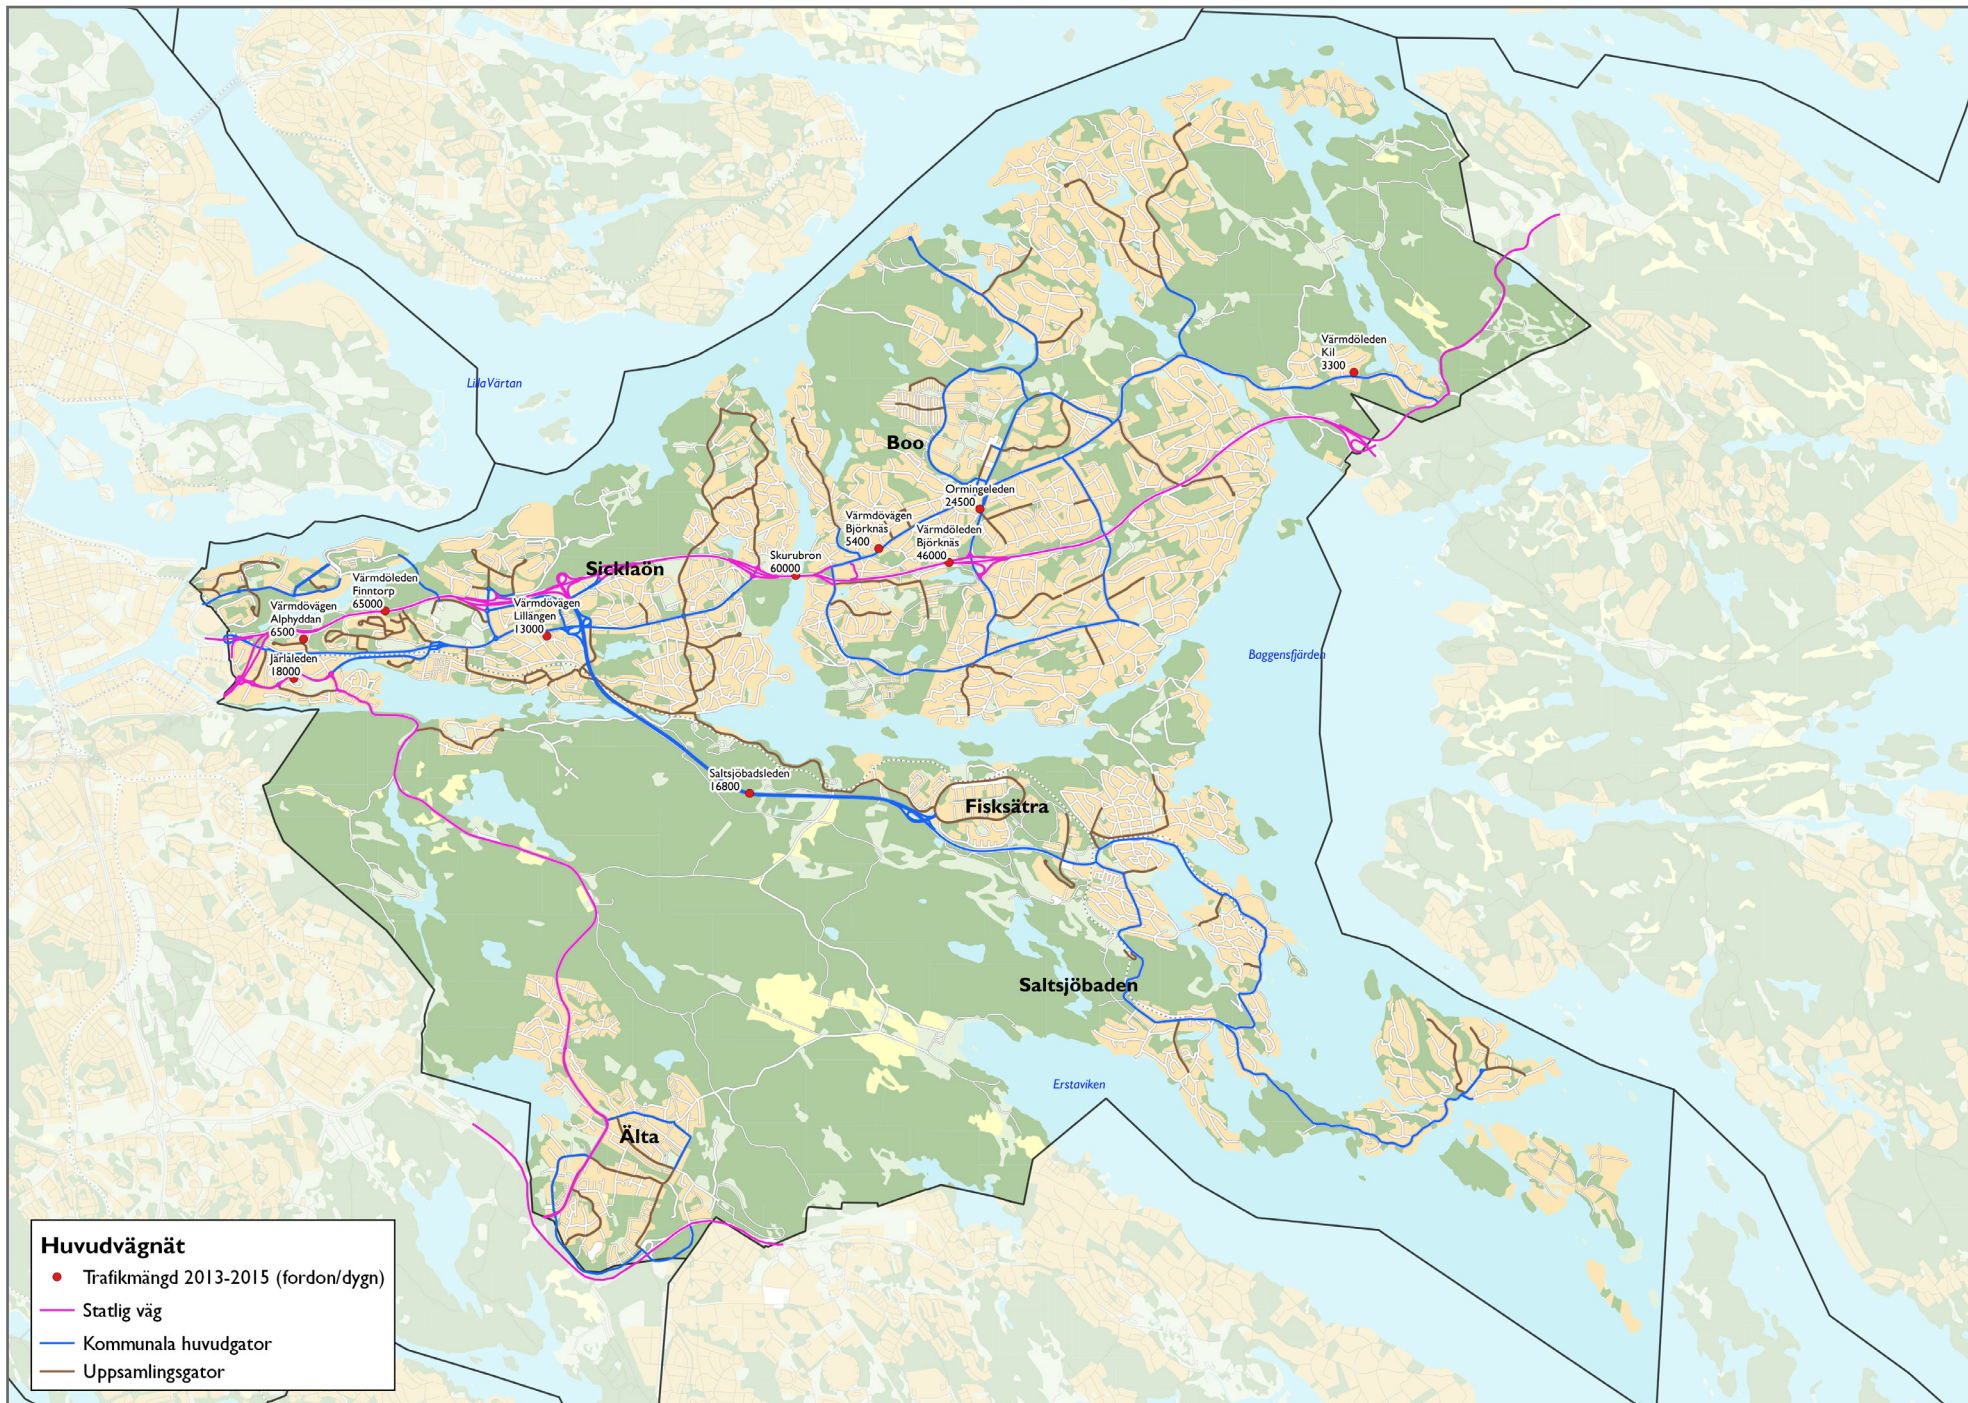 Värmdöleden
Kil
3300
Lilla Värtan
Boo
Ormingeleden
24500
Värmdövägen
Björknäs
5400
Värmdöleden
Björknäs
46000
Skurubron
60000
Sicklaön
Värmdöleden
Finntorp
65000
Värmdövägen
Alphyddan
6500
Värmdövägen
Lillängen
13000
Järlaleden
18000
Baggensfjärden
Saltsjöbadsleden
16800
Fisksätra
Saltsjöbaden
Erstaviken
Älta
Huvudvägnät
Trafikmängd 2013-2015 (fordon/dygn)
Statlig väg
Kommunala huvudgator
Uppsamlingsgator